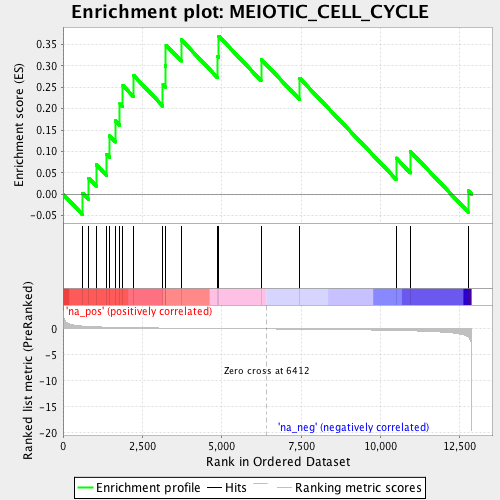 Enrichment plot: MEIOTIC_CELL_CYCLE
Enrichment score (ES)
0.35
0.30
0.25
0.20
0.15
0.10
0.05
0.00
-0.05
'na_pos' (positively correlated)
Ranked list metric (PreRanked)
0
-5
-10
-15
-20
Zero cross at 6412
'na_neg' (negatively correlated)
0
2,500
5,000
7,500
10,000
12,500
Rank in Ordered Dataset
Enrichment profile
Hits
Ranking metric scores